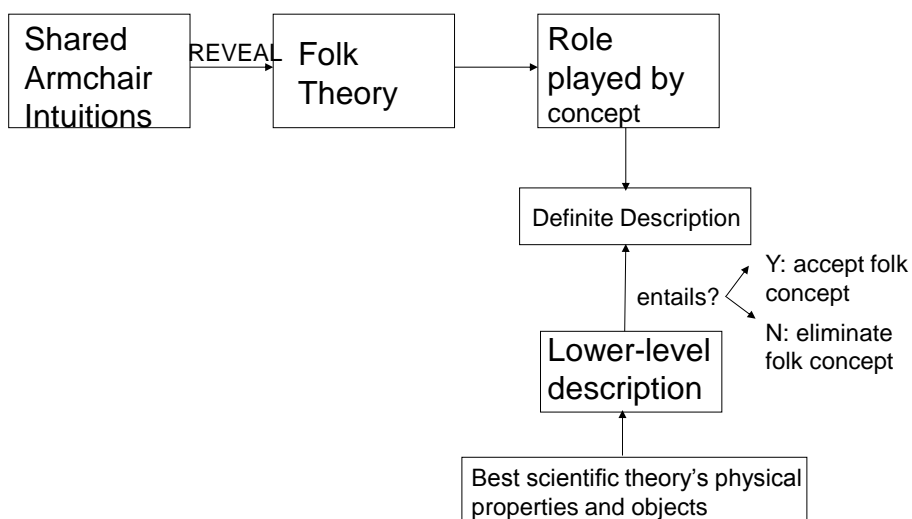 Shared
Armchair
Intuitions
REVEAL
Folk
Theory
Role
played by
concept
Definite Description
entails?
Y: accept folk
concept
N: eliminate
folk concept
Lower-level
description
Best scientific theory's physical
properties and objects